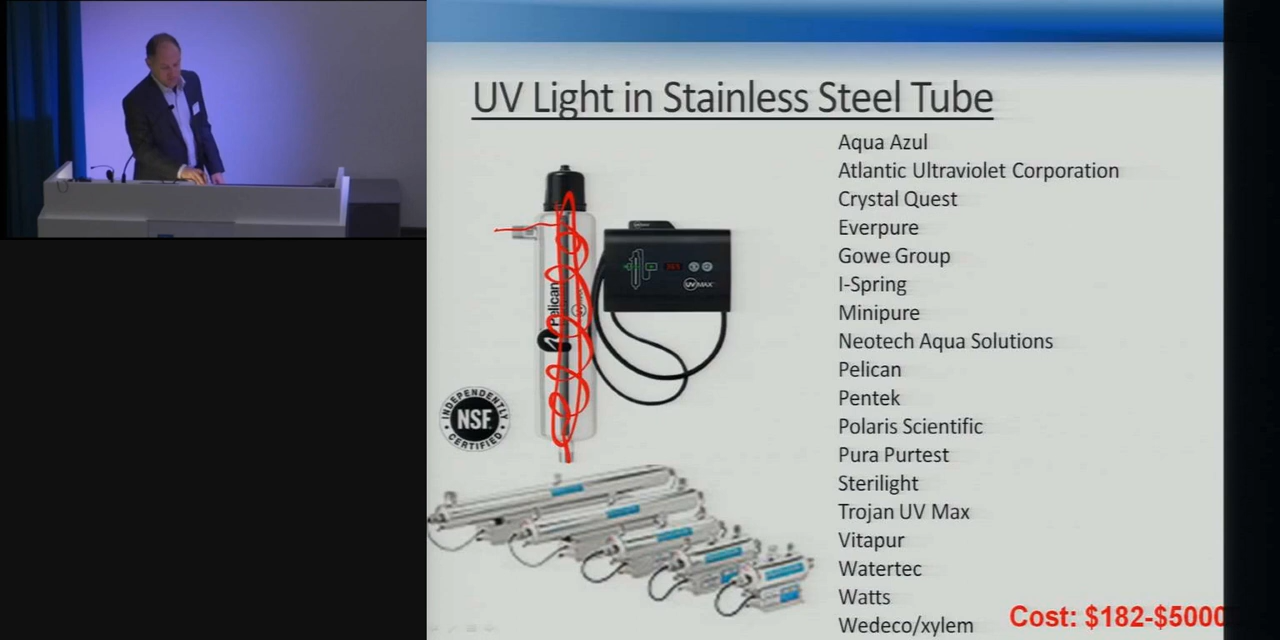 UV Light in Stainless Steel Tube
Aqua Azul
Atlantic Ultraviolet Corporation
Crystal Quest
Everpure
Gowe Group
I-Spring
Minipure
Neotech Aqua Solutions
Pelican
Pentek
Polaris Scientific
Pura Purtest
Sterilight
Trojan UV Max
Vitapur
Watertec
Watts
Wedeco/xylem
Cost: $182-$5000
Pelican
UV MAX
INDEPENDENTLY
NSF
CERTIFIED